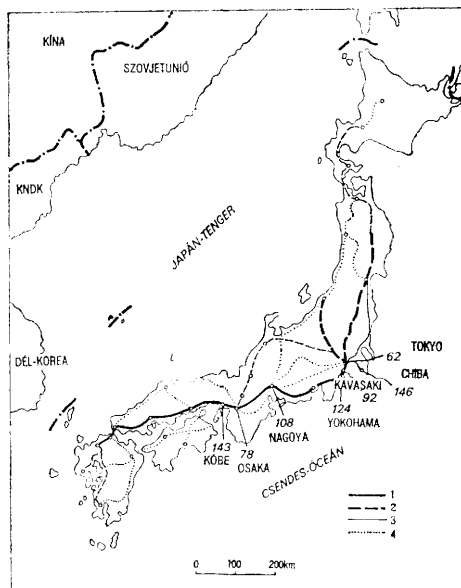 KÍNA
SZOVJETUNIÓ
KNDK
JAPÁN-TENGER
DÉL-KOREA
TOKYO
62
CHIBA
KAVASAKI
146
92
124
YOKOHAMA
108
NAGOYA
143
78
KÓBE
OSAKA
CSENDES-ÓCEÁN
1
2
3
4
0 100 200km